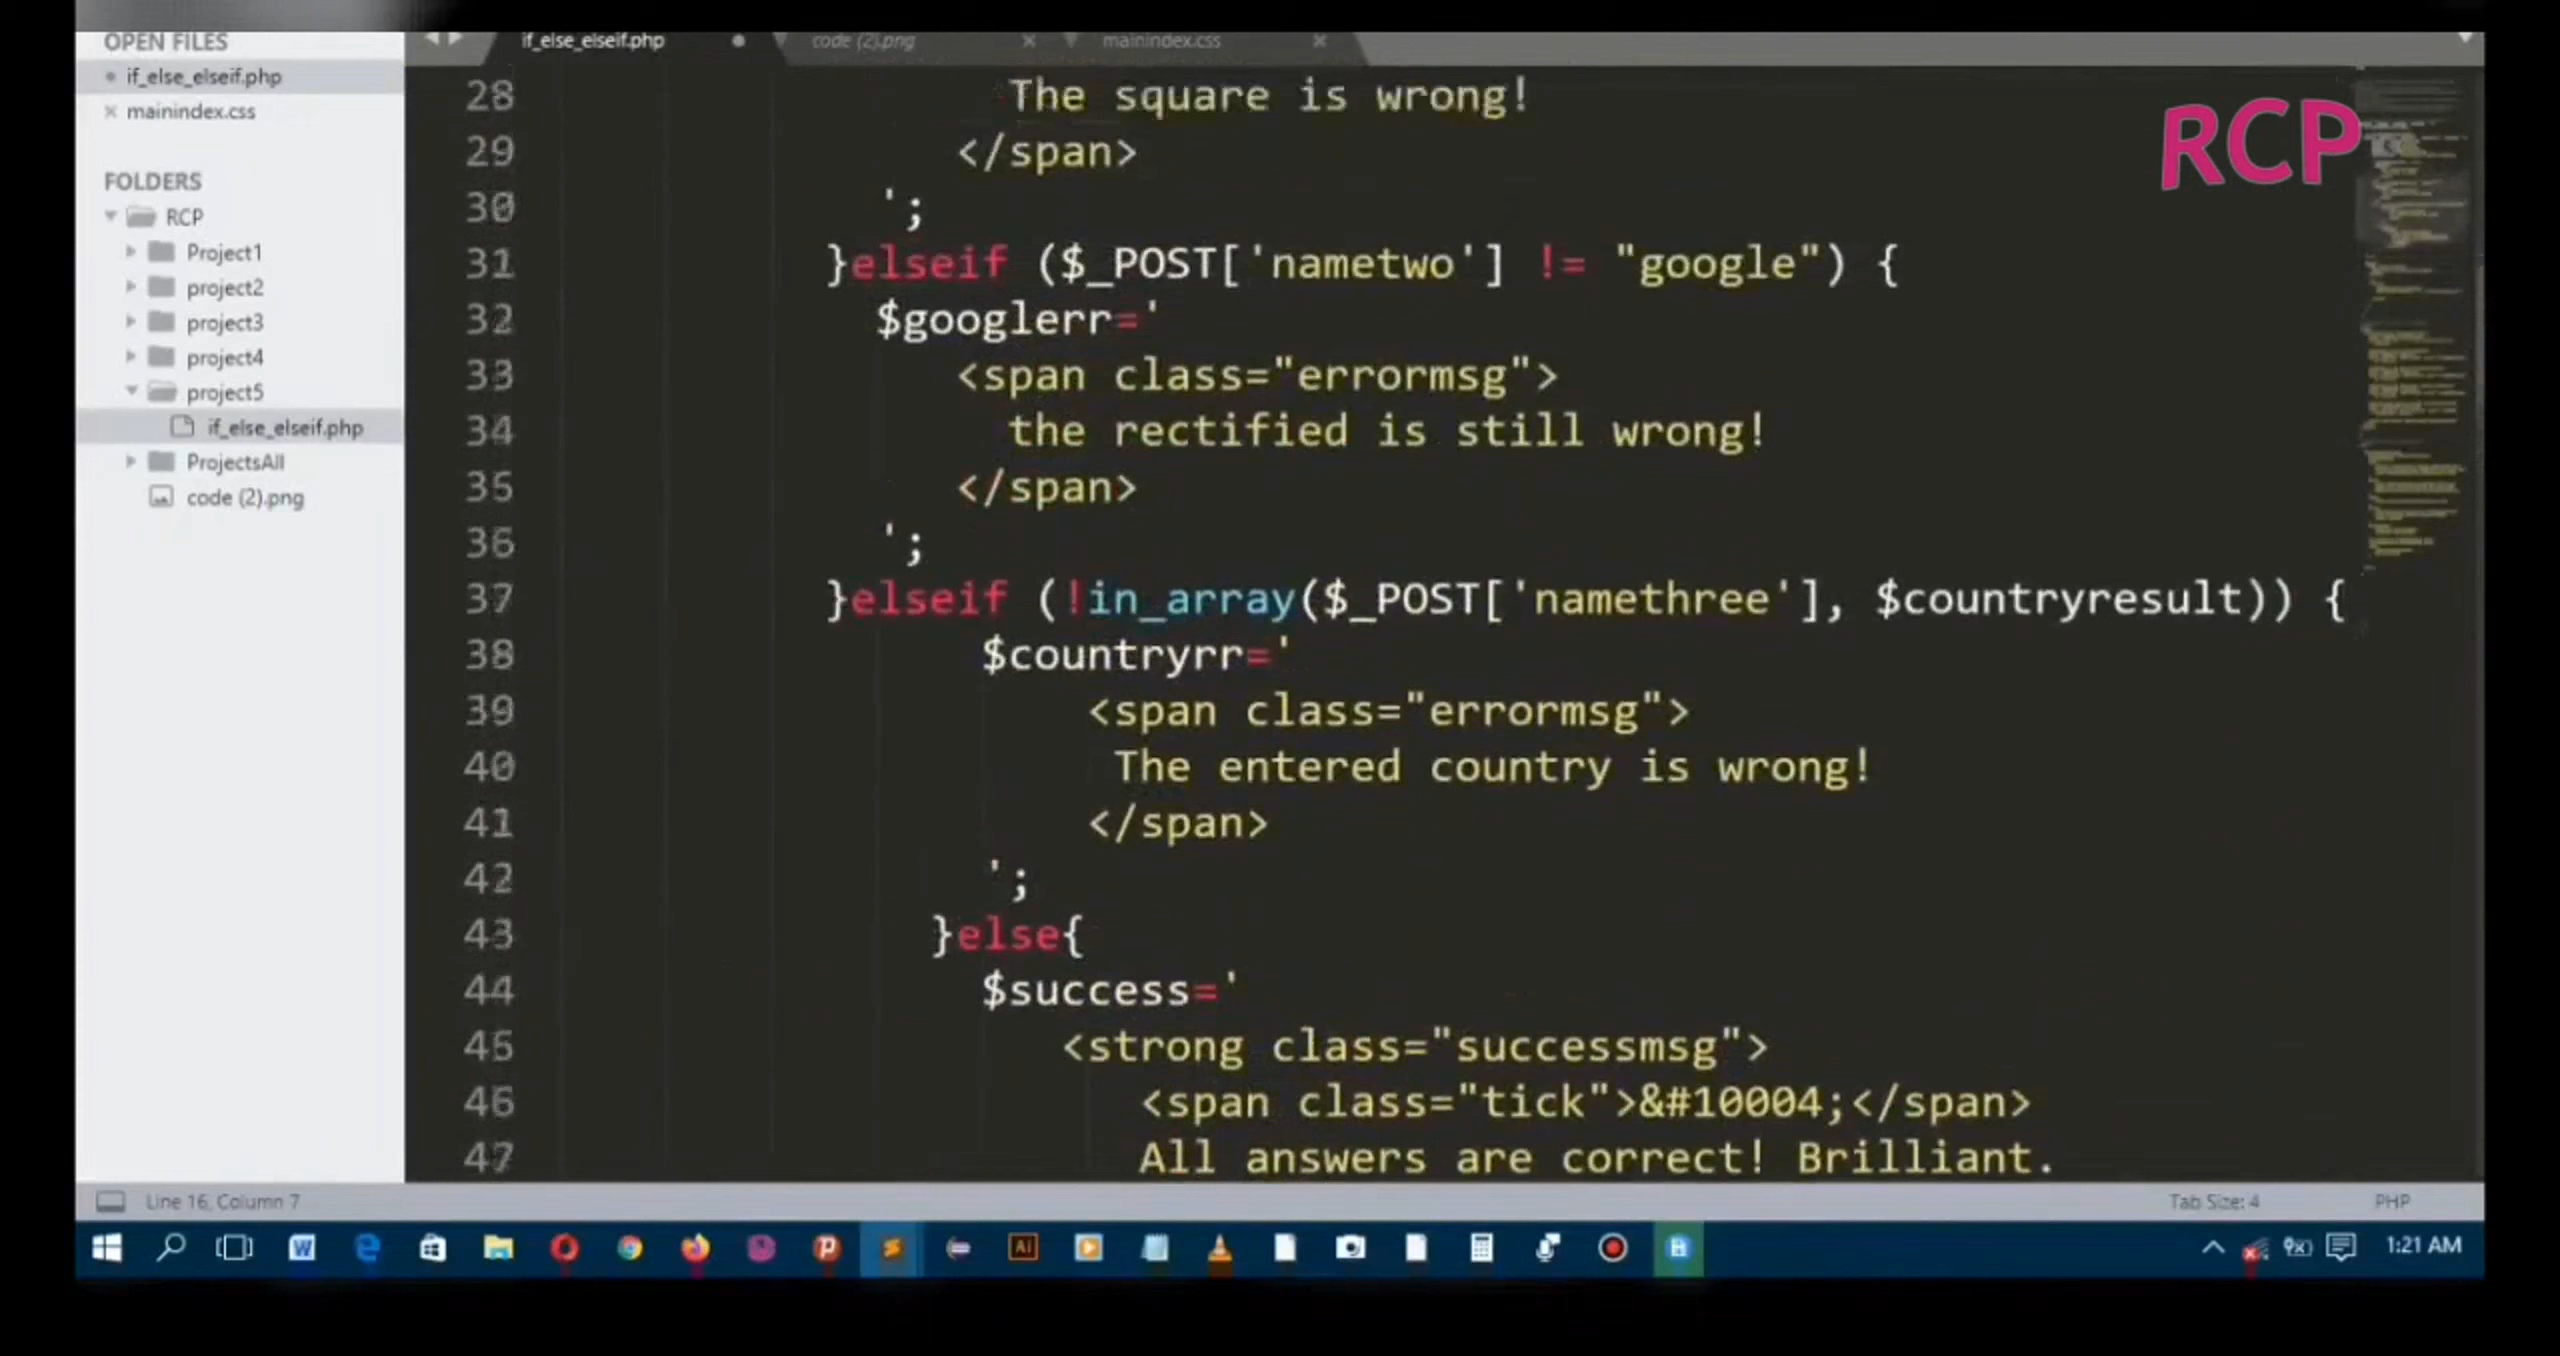 OPEN FILES
if_else_elseif.php
mainindex.css
FOLDERS
RCP
Project1
project2
project3
project4
project5
if_else_elseif.php
ProjectsAll
code (2).png
if_else_elseif.php
code (2).png
mainindex.css
RCP
28 The square is wrong!
29 </span>
30 ';
31 }elseif ($_POST['nametwo'] != "google") {
32 $googlerr='
33 <span class="errormsg">
34 the rectified is still wrong!
35 </span>
36 ';
37 }elseif (!in_array($_POST['namethree'], $countryresult)) {
38 $countryrr='
39 <span class="errormsg">
40 The entered country is wrong!
41 </span>
42 ';
43 }else{
44 $success='
45 <strong class="successmsg">
46 <span class="tick">&#10004;</span>
47 All answers are correct! Brilliant.
Line 16, Column 7
Tab Size: 4
PHP
1:21 AM